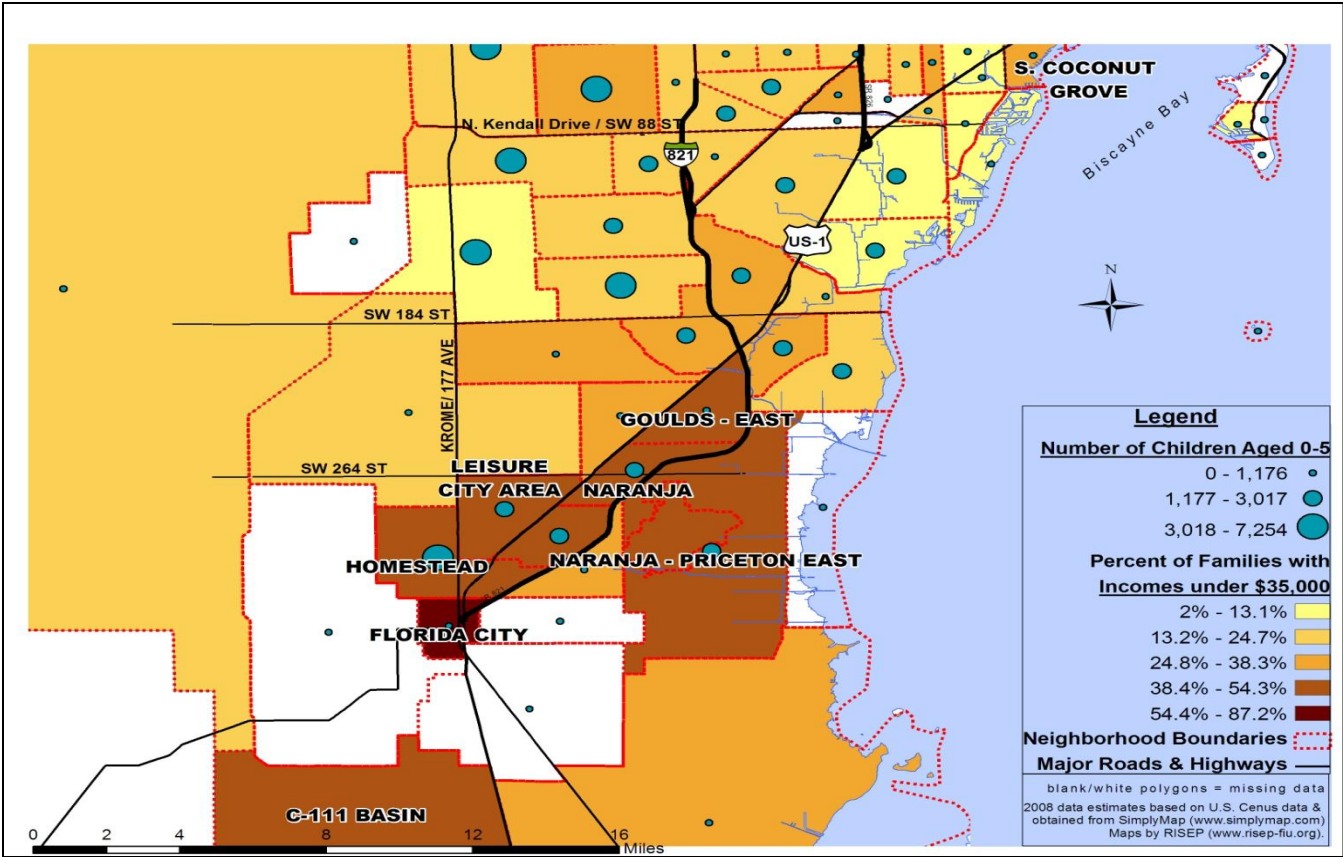 S. COCONUT
GROVE
Biscayne Bay
SR 826
N. Kendall Drive / SW 88 ST
821
US-1
N
SW 184 ST
KROME/ 177 AVE
GOULDS - EAST
LEISURE
CITY AREA
NARANJA
SW 264 ST
HOMESTEAD
NARANJA - PRICETON EAST
SR 821
FLORIDA CITY
C-111 BASIN
0 2 4 8 12 16
Miles
Legend
Number of Children Aged 0-5
0 - 1,176
1,177 - 3,017
3,018 - 7,254
Percent of Families with
Incomes under $35,000
2% - 13.1%
13.2% - 24.7%
24.8% - 38.3%
38.4% - 54.3%
54.4% - 87.2%
Neighborhood Boundaries
Major Roads & Highways
blank/white polygons = missing data
2008 data estimates based on U.S. Cenus data &
obtained from SimplyMap (www.simplymap.com)
Maps by RISEP (www.risep-fiu.org).